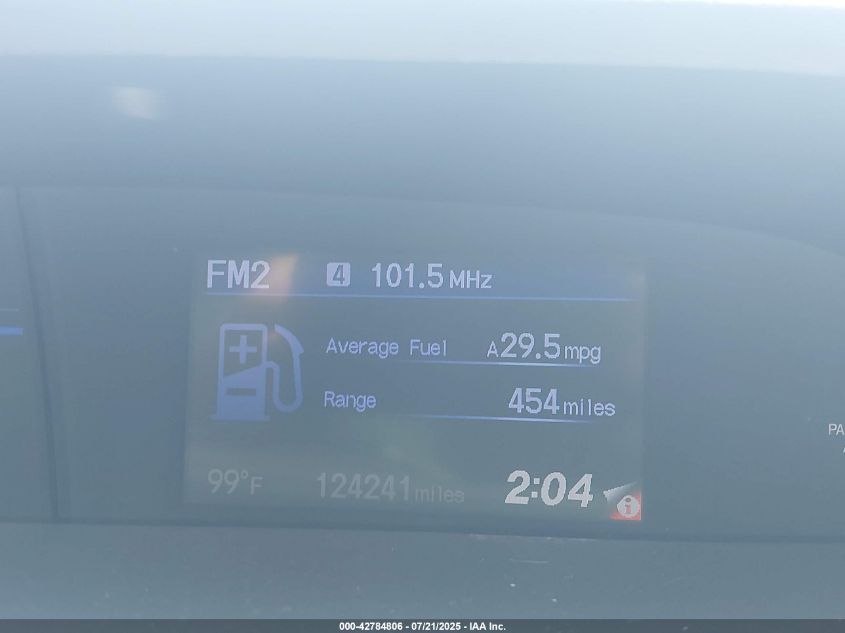 FM2 4 101.5 MHz
Average Fuel A29.5 mpg
Range 454 miles
PA
99°F 124241 miles 2:04 i
000-42784806 - 07/21/2025 - IAA Inc.